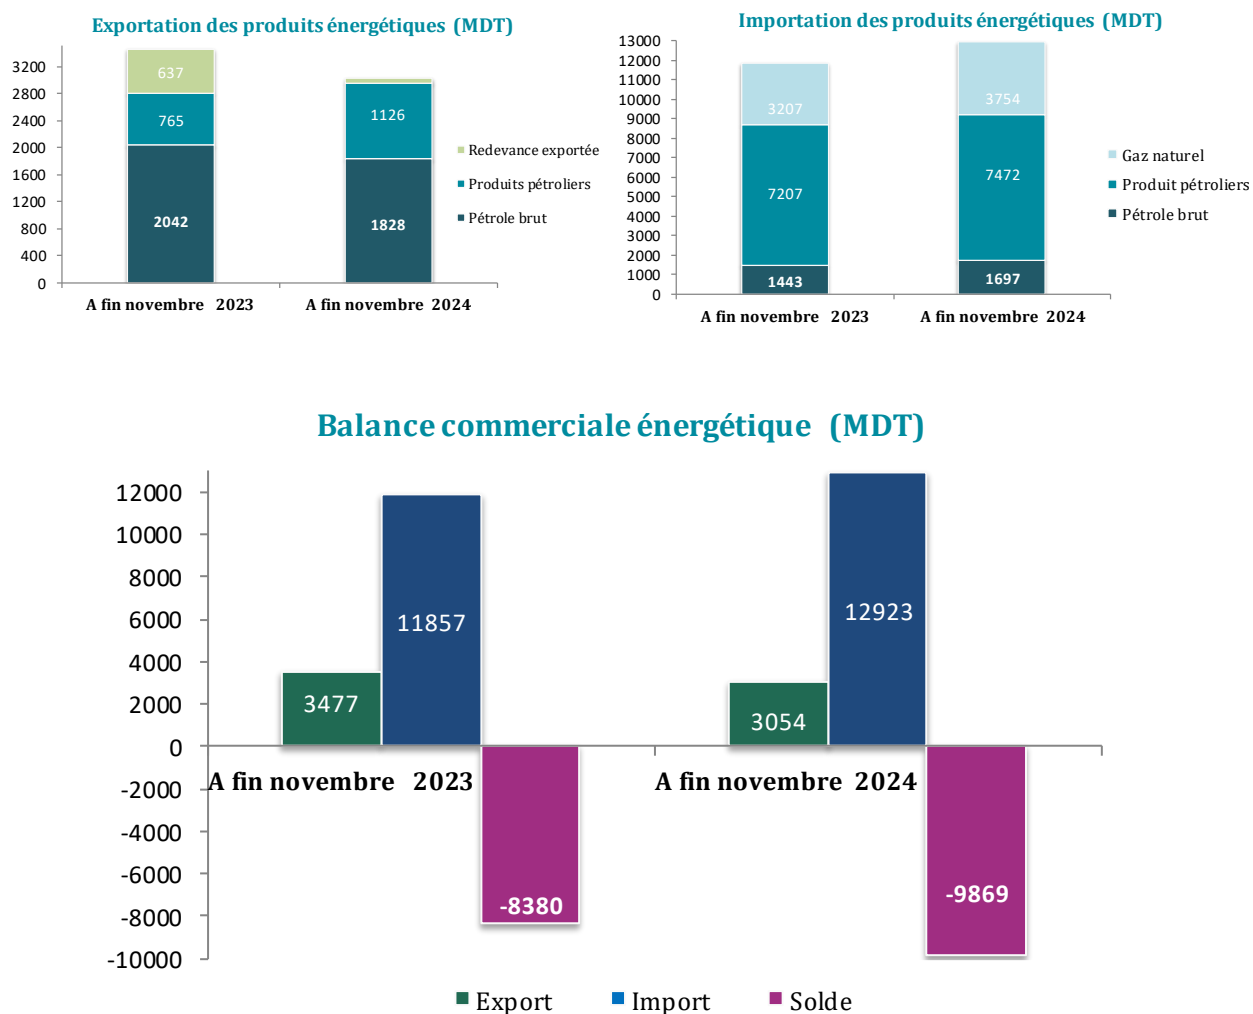 Exportation des produits énergétiques (MDT)
3200
2800
2400
2000
1600
1200
800
400
0
637
765
2042
1126
1828
A fin novembre 2023
A fin novembre 2024
Redevance exportée
Produits pétroliers
Pétrole brut
Importation des produits énergétiques (MDT)
13000
12000
11000
10000
9000
8000
7000
6000
5000
4000
3000
2000
1000
0
3207
7207
1443
3754
7472
1697
A fin novembre 2023
A fin novembre 2024
Gaz naturel
Produit pétroliers
Pétrole brut
Balance commerciale énergétique (MDT)
12000
10000
8000
6000
4000
2000
0
-2000
-4000
-6000
-8000
-10000
3477
11857
-8380
3054
12923
-9869
A fin novembre 2023
A fin novembre 2024
Export
Import
Solde